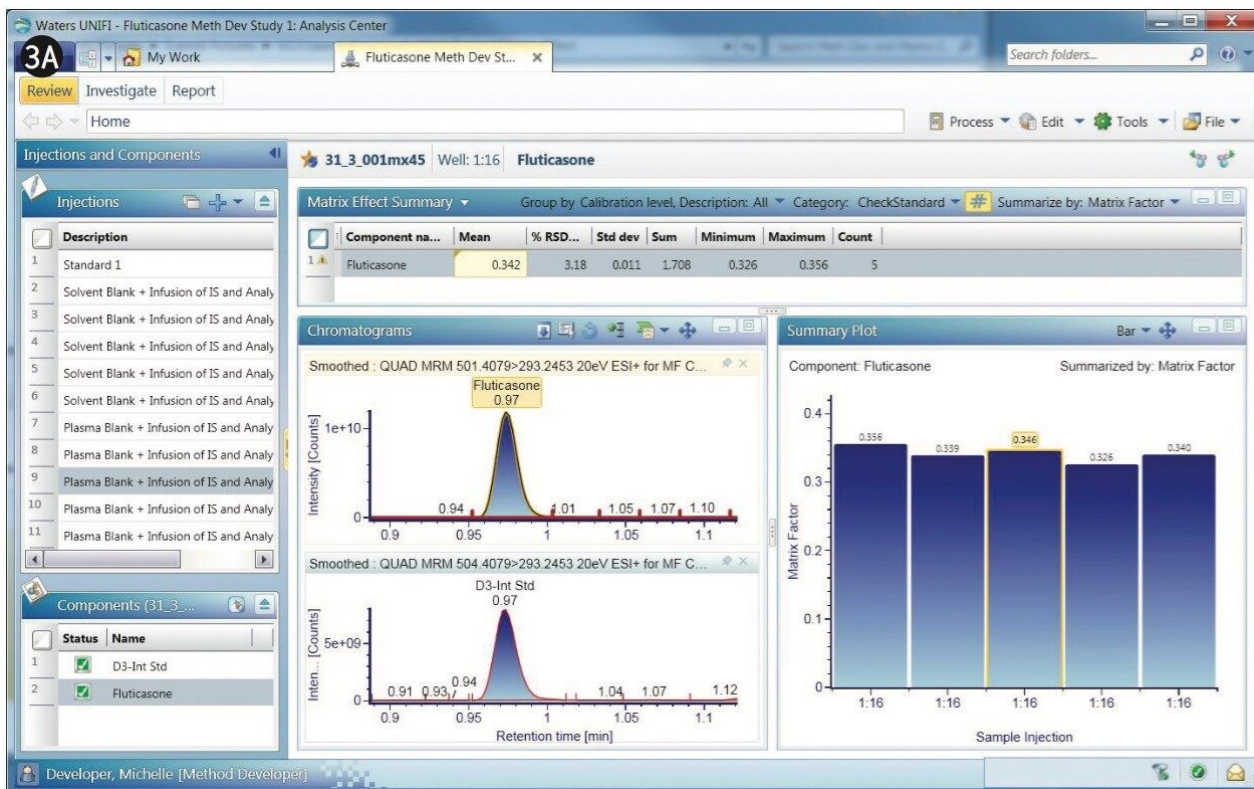 Waters UNIFI - Fluticasone Meth Dev Study 1: Analysis Center
3A My Work Fluticasone Meth Dev St... Search folders...
Review Investigate Report
Home Process Edit Tools File
Injections and Components
31_3_001mx45 Well: 1:16 Fluticasone
Injections
Description
1 Standard 1
2 Solvent Blank + Infusion of IS and Analy
3 Solvent Blank + Infusion of IS and Analy
4 Solvent Blank + Infusion of IS and Analy
5 Solvent Blank + Infusion of IS and Analy
6 Solvent Blank + Infusion of IS and Analy
7 Plasma Blank + Infusion of IS and Analy
8 Plasma Blank + Infusion of IS and Analy
9 Plasma Blank + Infusion of IS and Analy
10 Plasma Blank + Infusion of IS and Analy
11 Plasma Blank + Infusion of IS and Analy
Components (31_3_...
Status Name
1 D3-Int Std
2 Fluticasone
Matrix Effect Summary Group by Calibration level, Description: All Category: CheckStandard # Summarize by: Matrix Factor
Component na... Mean % RSD... Std dev Sum Minimum Maximum Count
1 Fluticasone 0.342 3.18 0.011 1.708 0.326 0.356 5
Chromatograms
Smoothed : QUAD MRM 501.4079>293.2453 20eV ESI+ for MF C...
Fluticasone
0.97
Intensity [Counts]
1e+10
0.94 1.01 1.05 1.07 1.10
0
0.9 0.95 1 1.05 1.1
Smoothed : QUAD MRM 504.4079>293.2453 20eV ESI+ for MF C...
D3-Int Std
0.97
Inten... [Counts]
5e+09
0.91 0.93 0.94 1.04 1.07 1.12
0
0.9 0.95 1 1.05 1.1
Retention time [min]
Summary Plot Bar
Component: Fluticasone Summarized by: Matrix Factor
Matrix Factor
0.4
0.3
0.2
0.1
0
0.356 0.339 0.346 0.326 0.340
1:16 1:16 1:16 1:16 1:16
Sample Injection
Developer, Michelle [Method Developer]